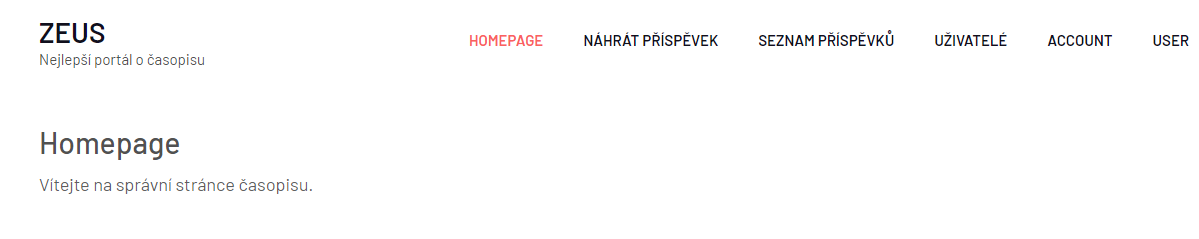 ZEUS
Nejlepší portál o časopisu
HOMEPAGE NÁHRÁT PŘÍSPĚVEK SEZNAM PŘÍSPĚVKŮ UŽIVATELÉ ACCOUNT USER
Homepage
Vítejte na správní stránce časopisu.